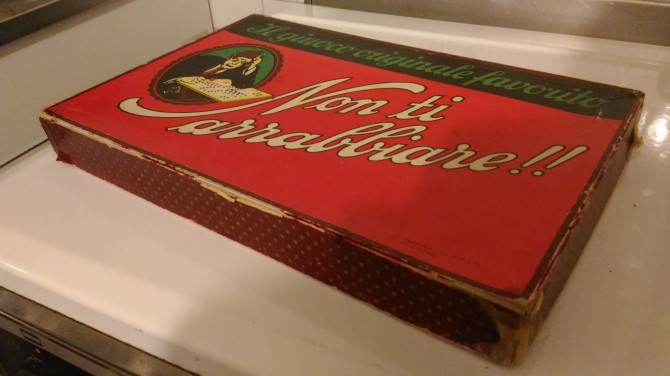 Il giuoco originale favorito
Non ti
arrabbiare!!